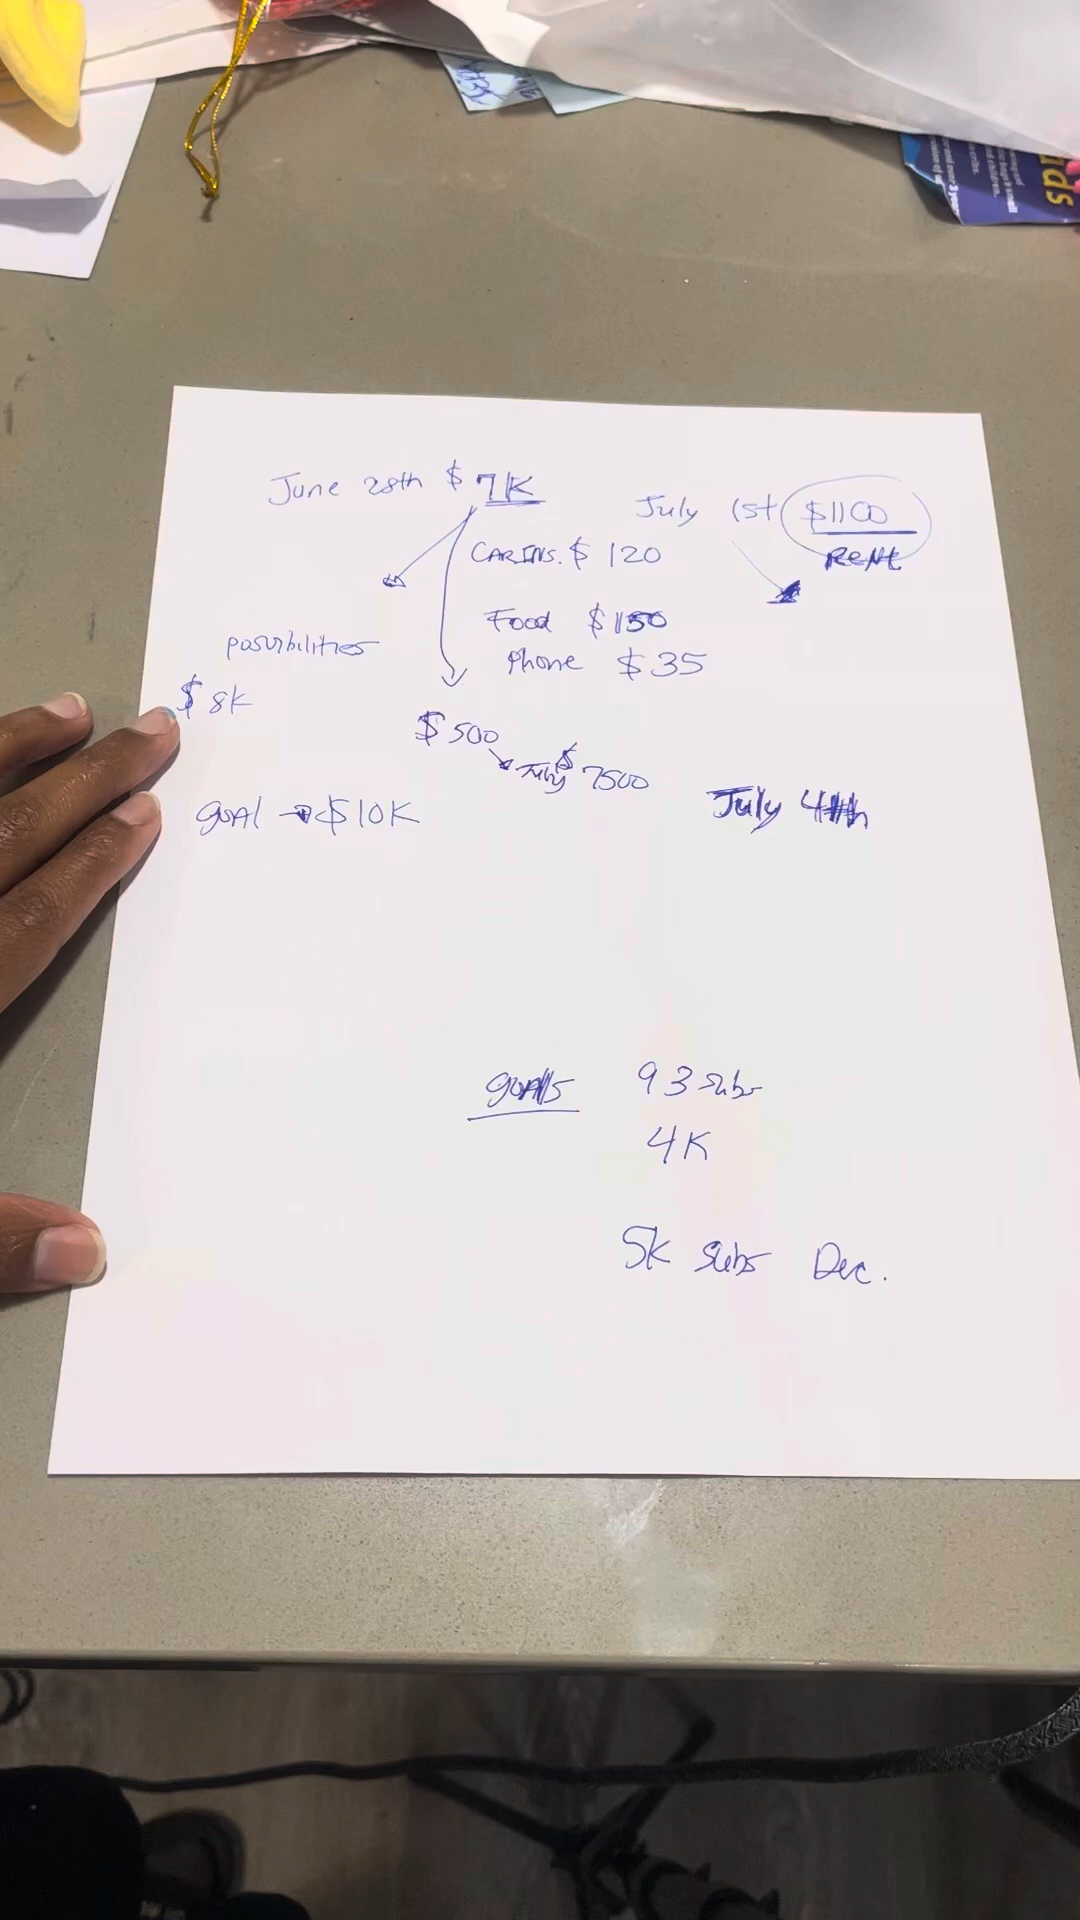 June 28th $ 7K
July 1st $1100
Rent
CAR INS. $ 120
Food $ 150
Phone $ 35
possibilities
$ 8K
$ 500
July $ 7500
goal → $ 10K
July 4th
goals 93 subs
4K
5K subs Dec.
ds